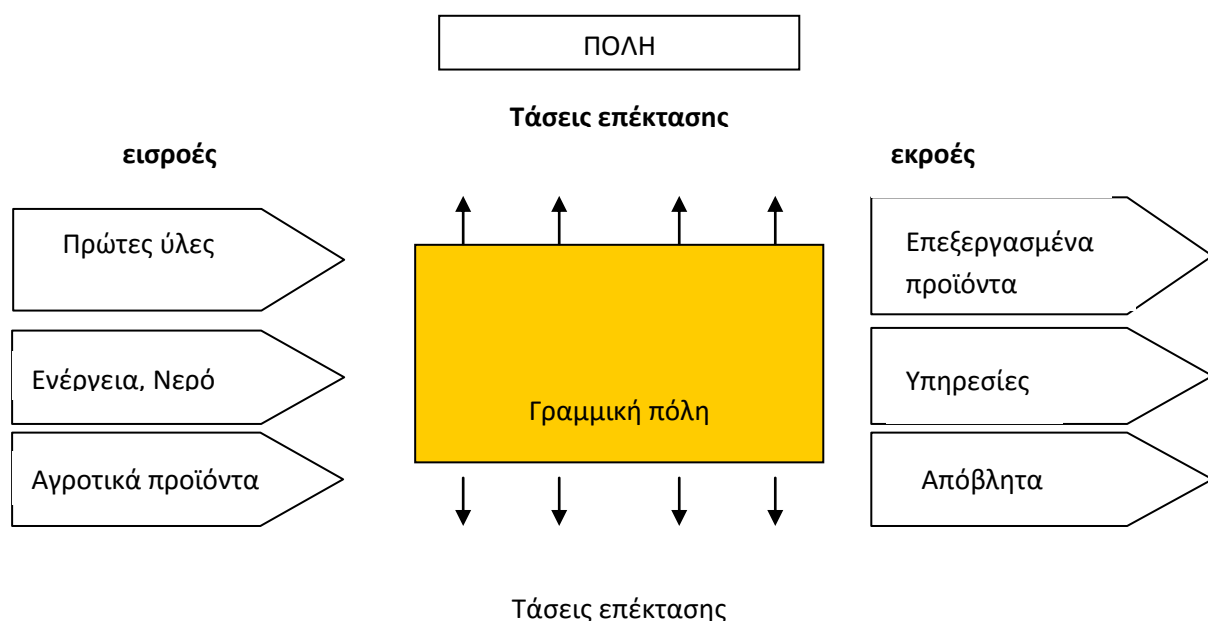 ΠΟΛΗ
Τάσεις επέκτασης
εισροές
εκροές
Πρώτες ύλες
Επεξεργασμένα
προϊόντα
Ενέργεια, Νερό
Γραμμική πόλη
Υπηρεσίες
Αγροτικά προϊόντα
Απόβλητα
Τάσεις επέκτασης